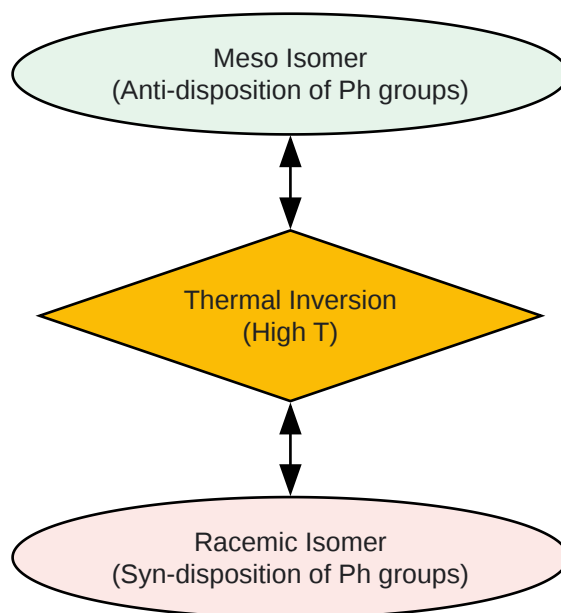 Meso Isomer
(Anti-disposition of Ph groups)
Thermal Inversion
(High T)
Racemic Isomer
(Syn-disposition of Ph groups)